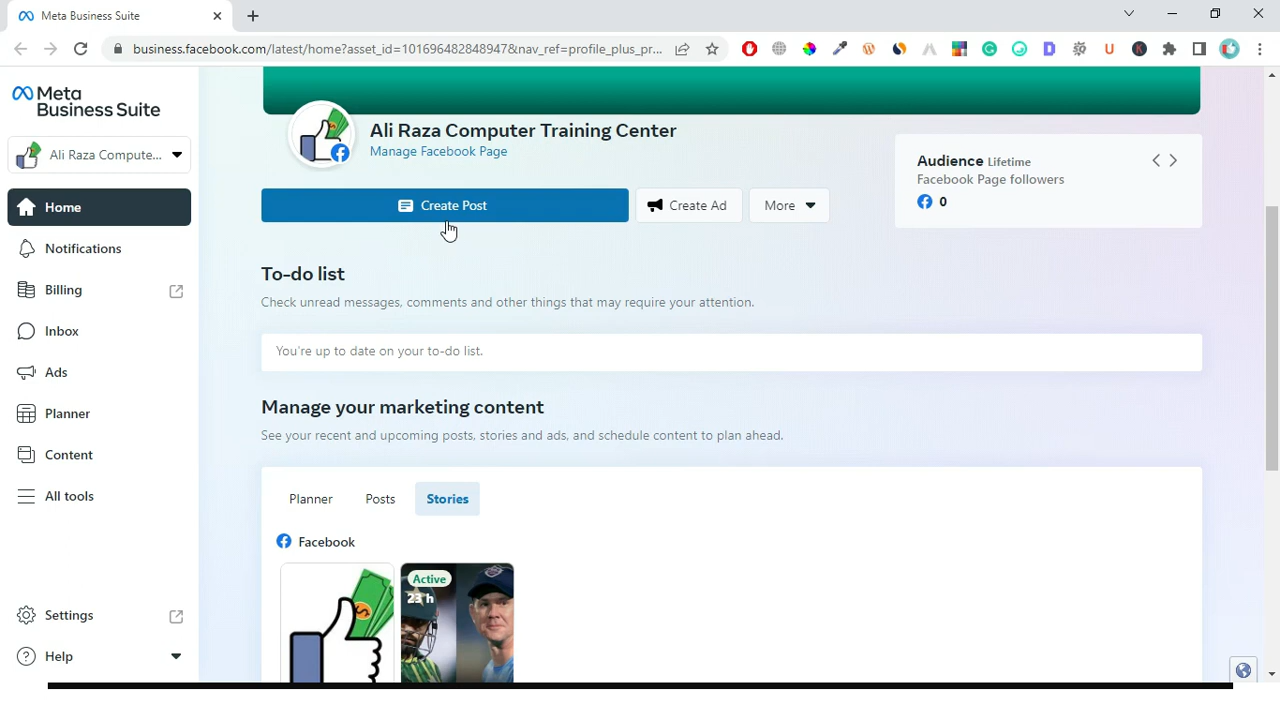 Meta Business Suite
business.facebook.com/latest/home?asset_id=101696482848947&nav_ref=profile_plus_pr...
Meta
Business Suite
Ali Raza Compute...
Home
Notifications
Billing
Inbox
Ads
Planner
Content
All tools
Settings
Help
Ali Raza Computer Training Center
Manage Facebook Page
Create Post
Create Ad
More
Audience Lifetime
Facebook Page followers
0
To-do list
Check unread messages, comments and other things that may require your attention.
You're up to date on your to-do list.
Manage your marketing content
See your recent and upcoming posts, stories and ads, and schedule content to plan ahead.
Planner
Posts
Stories
Facebook
Active
23 h